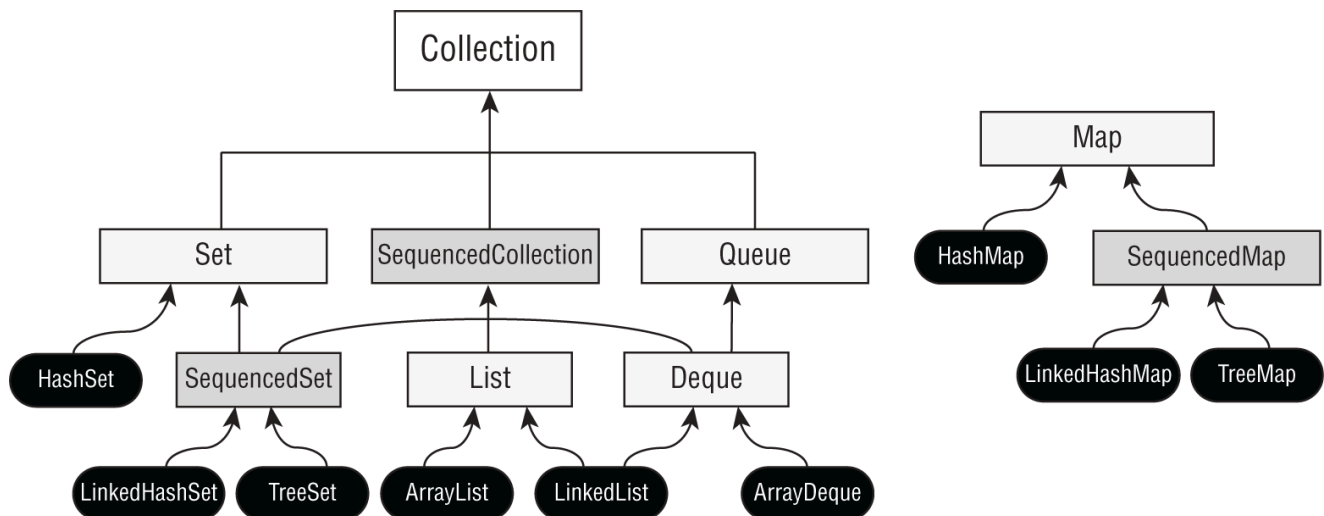 Collection
Map
Set
SequencedCollection
Queue
HashMap
SequencedMap
HashSet
SequencedSet
List
Deque
LinkedHashMap
TreeMap
LinkedHashSet
TreeSet
ArrayList
LinkedList
ArrayDeque